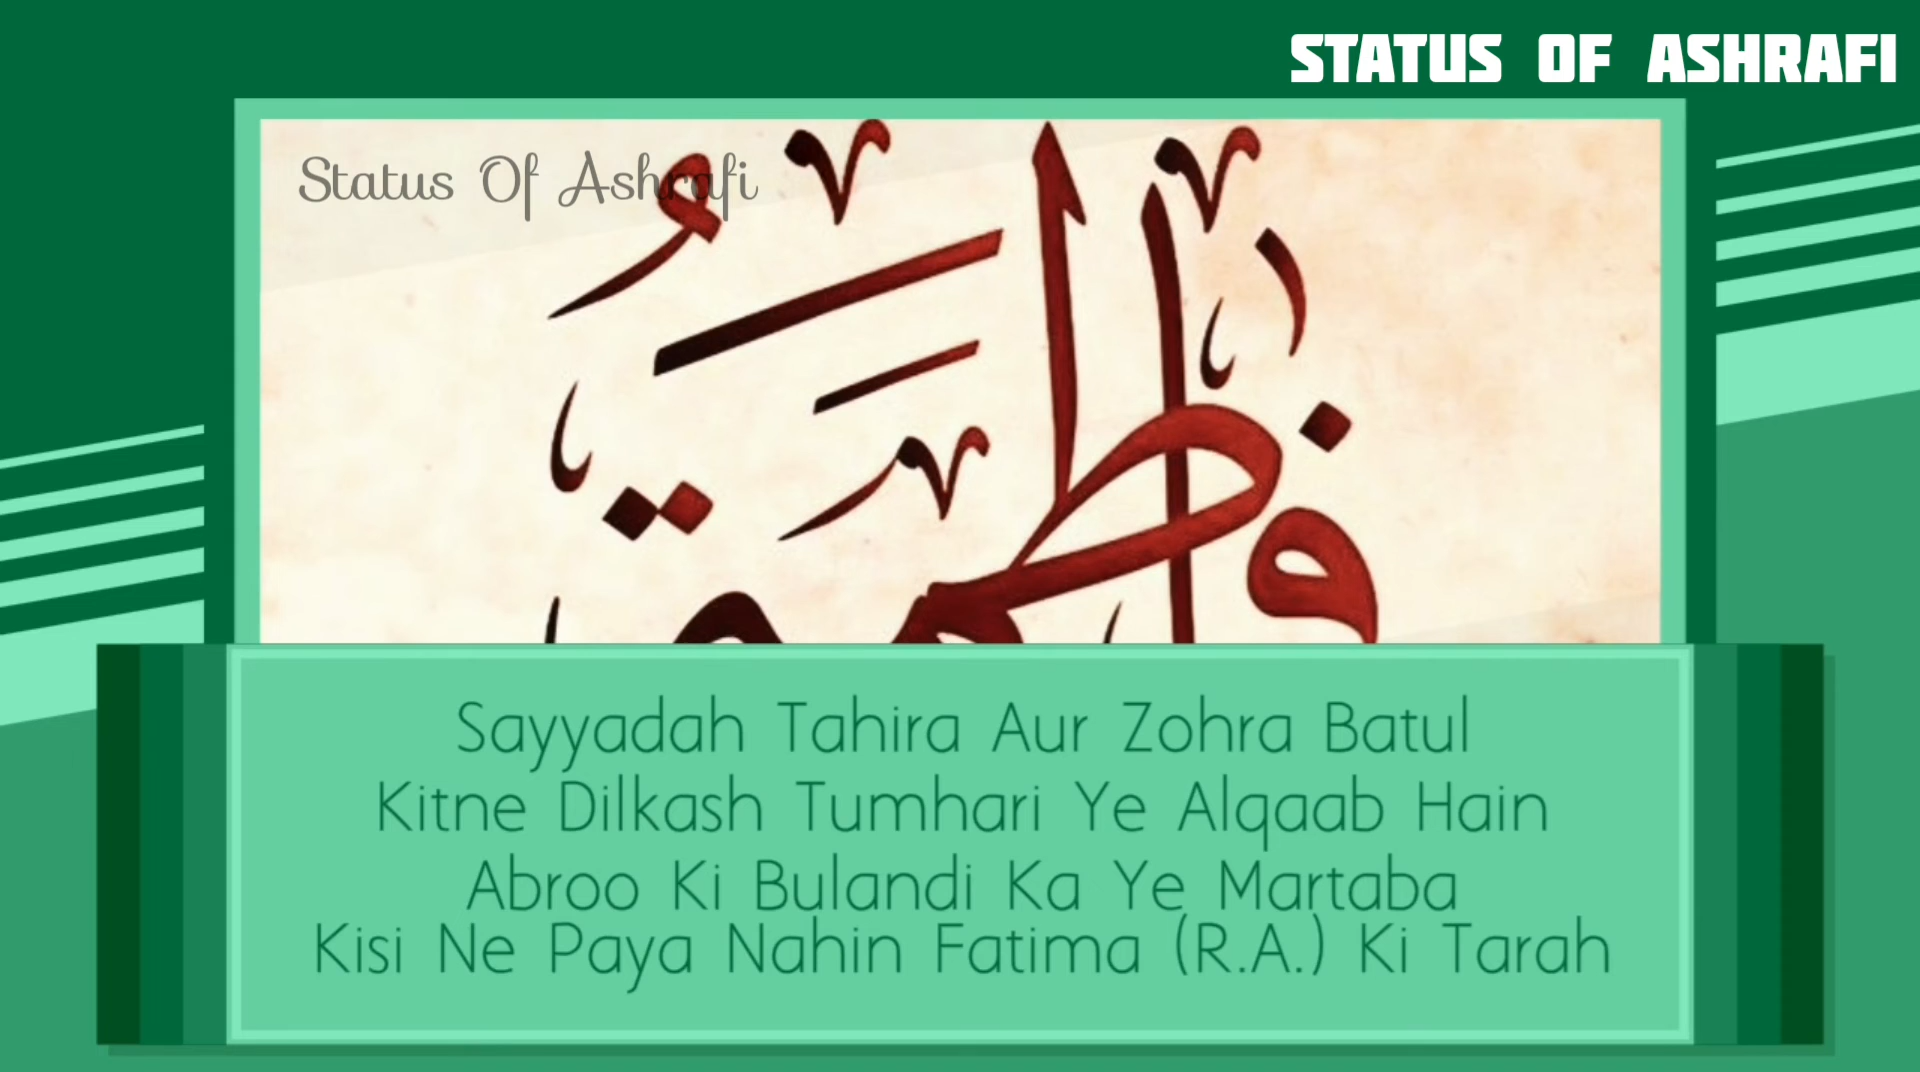 STATUS OF ASHRAFI
Status Of Ashrafi
فاطمة
Sayyadah Tahira Aur Zohra Batul
Kitne Dilkash Tumhari Ye Alqaab Hain
Abroo Ki Bulandi Ka Ye Martaba
Kisi Ne Paya Nahin Fatima (R.A.) Ki Tarah